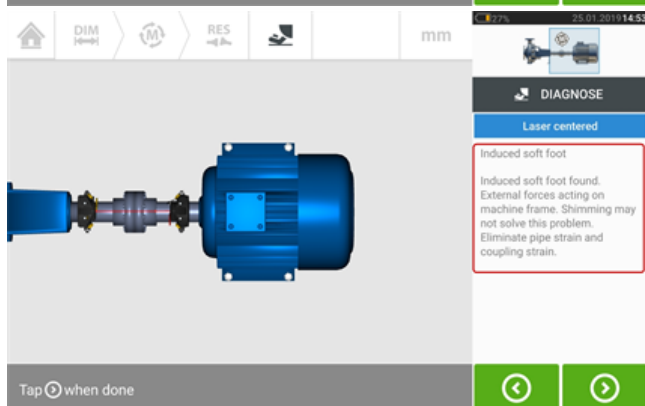 27%
25.01.2019 14:53
DIM
M
RES
mm
DIAGNOSE
Laser centered
Induced soft foot
Induced soft foot found.
External forces acting on
machine frame. Shimming may
not solve this problem.
Eliminate pipe strain and
coupling strain.
Tap when done